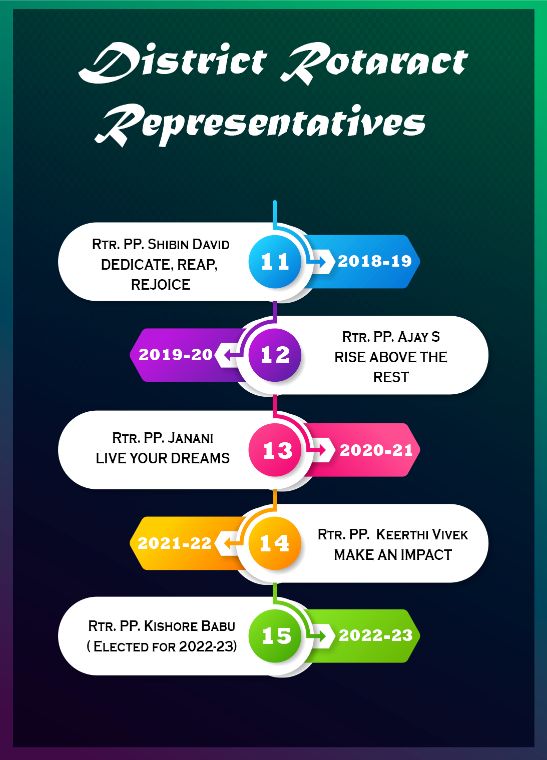 District Rotaract
Representatives
Rtr. PP. Shibin David
DEDICATE, REAP,
REJOICE
11
2018-19
2019-20
12
Rtr. PP. Ajay S
RISE ABOVE THE
REST
Rtr. PP. Janani
LIVE YOUR DREAMS
13
2020-21
2021-22
14
Rtr. PP. Keerthi Vivek
MAKE AN IMPACT
Rtr. PP. Kishore Babu
( Elected for 2022-23)
15
2022-23